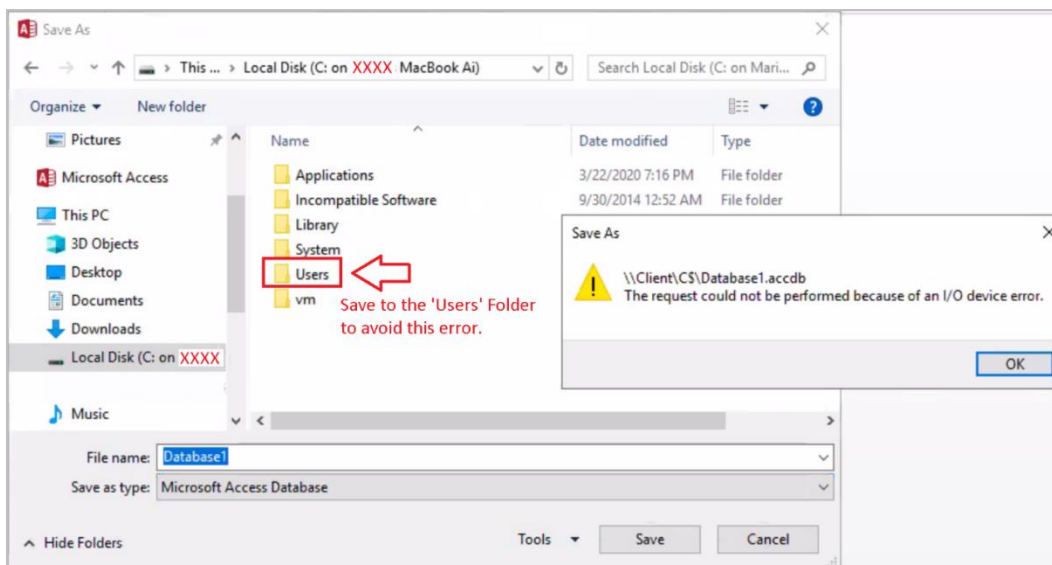 Save As
This ... > Local Disk (C: on XXXX MacBook Ai)
Search Local Disk (C: on Mari...
Organize
New folder
Pictures
Microsoft Access
This PC
3D Objects
Desktop
Documents
Downloads
Local Disk (C: on XXXX
Music
Name
Date modified
Type
Applications
3/22/2020 7:16 PM
File folder
Incompatible Software
9/30/2014 12:52 AM
File folder
Library
System
Users
vm
Save to the 'Users' Folder
to avoid this error.
Save As
\\Client\C$\Database1.accdb
The request could not be performed because of an I/O device error.
OK
File name: Database1
Save as type: Microsoft Access Database
Hide Folders
Tools
Save
Cancel